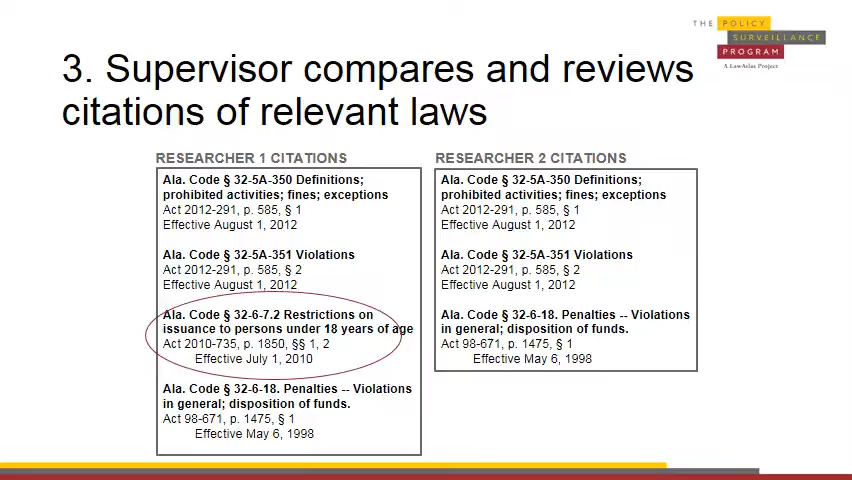 THE POLICY
SURVEILLANCE
PROGRAM
A LawAtlas Project
3. Supervisor compares and reviews
citations of relevant laws
RESEARCHER 1 CITATIONS
Ala. Code § 32-5A-350 Definitions;
prohibited activities; fines; exceptions
Act 2012-291, p. 585, § 1
Effective August 1, 2012
Ala. Code § 32-5A-351 Violations
Act 2012-291, p. 585, § 2
Effective August 1, 2012
Ala. Code § 32-6-7.2 Restrictions on
issuance to persons under 18 years of age
Act 2010-735, p. 1850, §§ 1, 2
Effective July 1, 2010
Ala. Code § 32-6-18. Penalties -- Violations
in general; disposition of funds.
Act 98-671, p. 1475, § 1
Effective May 6, 1998
RESEARCHER 2 CITATIONS
Ala. Code § 32-5A-350 Definitions;
prohibited activities; fines; exceptions
Act 2012-291, p. 585, § 1
Effective August 1, 2012
Ala. Code § 32-5A-351 Violations
Act 2012-291, p. 585, § 2
Effective August 1, 2012
Ala. Code § 32-6-18. Penalties -- Violations
in general; disposition of funds.
Act 98-671, p. 1475, § 1
Effective May 6, 1998